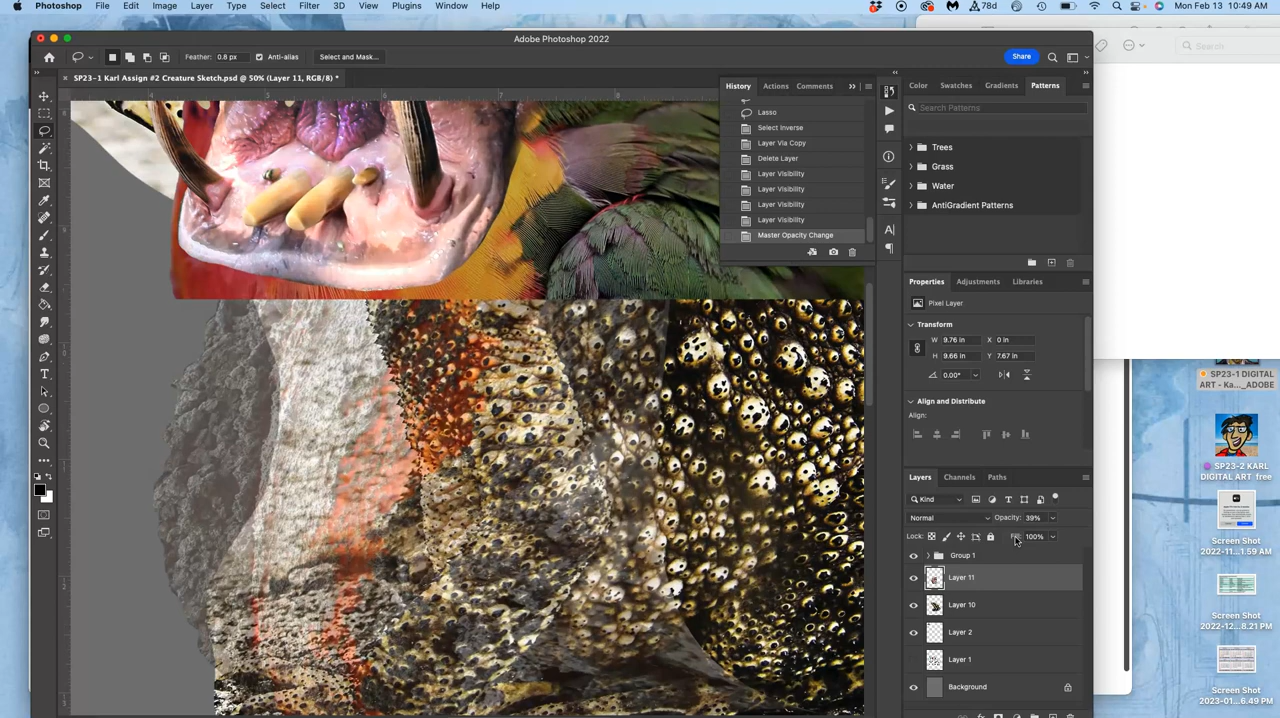 Photoshop File Edit Image Layer Type Select Filter 3D View Plugins Window Help 78d Mon Feb 13 10:49 AM
Adobe Photoshop 2022
Feather: 0.8 px Anti-alias Select and Mask... Share
Search
SP23-1 Karl Assign #2 Creature Sketch.psd @ 50% (Layer 11, RGB/8) *
History Actions Comments
Lasso
Select Inverse
Layer Via Copy
Delete Layer
Layer Visibility
Layer Visibility
Layer Visibility
Layer Visibility
Master Opacity Change
Color Swatches Gradients Patterns
Search Patterns
Trees
Grass
Water
AntiGradient Patterns
Properties Adjustments Libraries
Pixel Layer
Transform
W 9.76 in X 0 in
H 9.66 in Y 7.67 in
0.00°
Align and Distribute
Align:
Layers Channels Paths
Kind
Normal Opacity: 39%
Lock: 100%
Group 1
Layer 11
Layer 10
Layer 2
Layer 1
Background
SP23-1 DIGITAL
ART - Ka..._ADOBE
SP23-2 KARL
DIGITAL ART free
Screen Shot
2022-11...1.59 AM
Screen Shot
2022-12...8.21 PM
Screen Shot
2023-01...6.49 PM